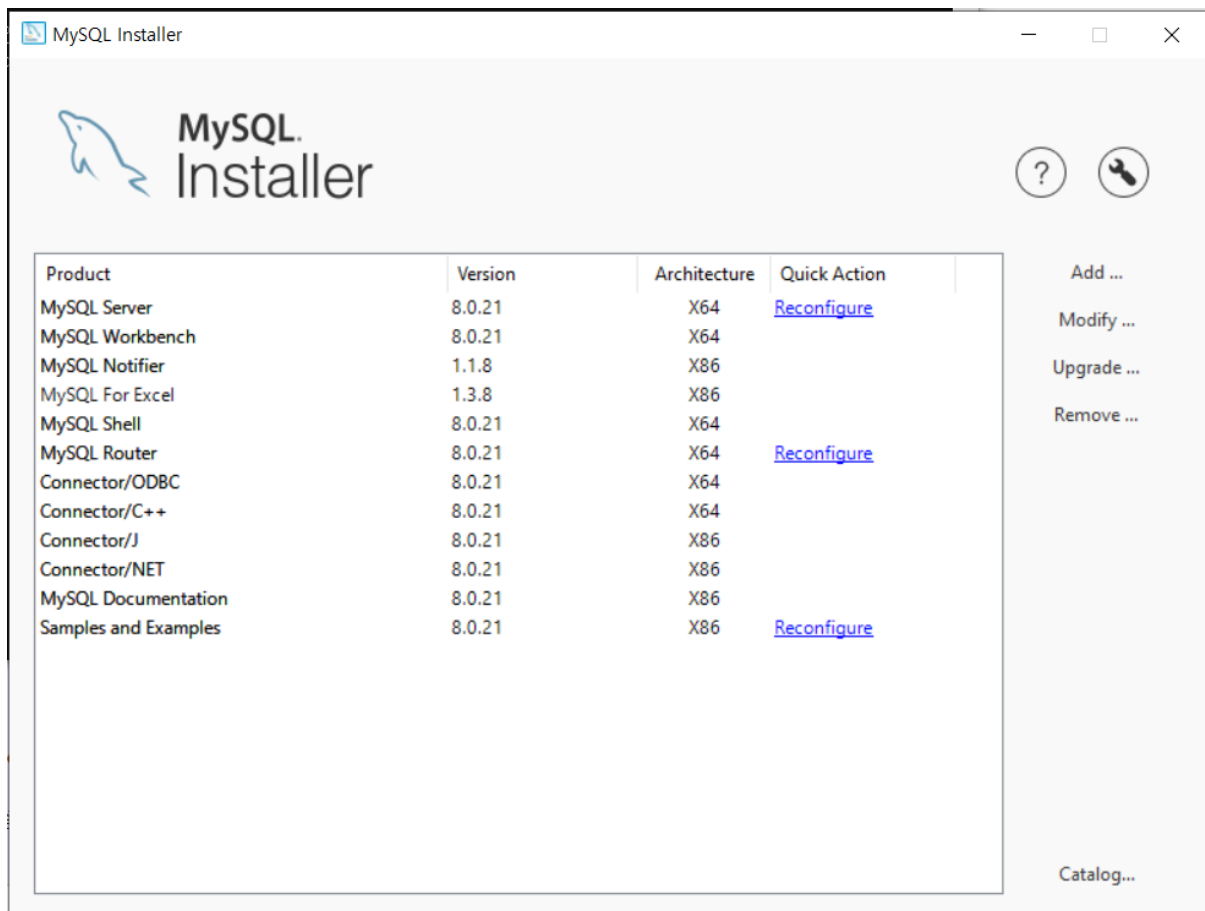 MySQL Installer
MySQL.
Installer
?
Product Version Architecture Quick Action
MySQL Server 8.0.21 X64 Reconfigure
MySQL Workbench 8.0.21 X64
MySQL Notifier 1.1.8 X86
MySQL For Excel 1.3.8 X86
MySQL Shell 8.0.21 X64
MySQL Router 8.0.21 X64 Reconfigure
Connector/ODBC 8.0.21 X64
Connector/C++ 8.0.21 X64
Connector/J 8.0.21 X86
Connector/NET 8.0.21 X86
MySQL Documentation 8.0.21 X86
Samples and Examples 8.0.21 X86 Reconfigure
Add ...
Modify ...
Upgrade ...
Remove ...
Catalog...